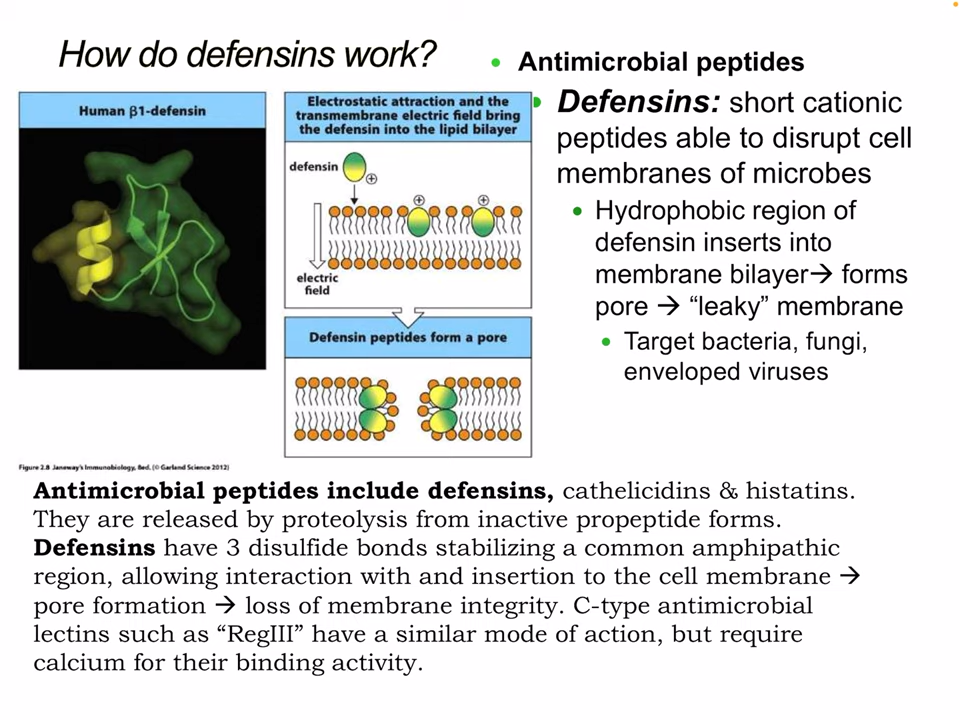 How do defensins work?
• Antimicrobial peptides
• Defensins: short cationic
peptides able to disrupt cell
membranes of microbes
• Hydrophobic region of
defensin inserts into
membrane bilayer→ forms
pore → “leaky” membrane
• Target bacteria, fungi,
enveloped viruses
Human β1-defensin
Electrostatic attraction and the
transmembrane electric field bring
the defensin into the lipid bilayer
defensin
+
+
+
electric
field
Defensin peptides form a pore
Figure 2.8 Janeway's Immunobiology, 8ed. (© Garland Science 2012)
Antimicrobial peptides include defensins, cathelicidins & histatins.
They are released by proteolysis from inactive propeptide forms.
Defensins have 3 disulfide bonds stabilizing a common amphipathic
region, allowing interaction with and insertion to the cell membrane →
pore formation → loss of membrane integrity. C-type antimicrobial
lectins such as “RegIII” have a similar mode of action, but require
calcium for their binding activity.